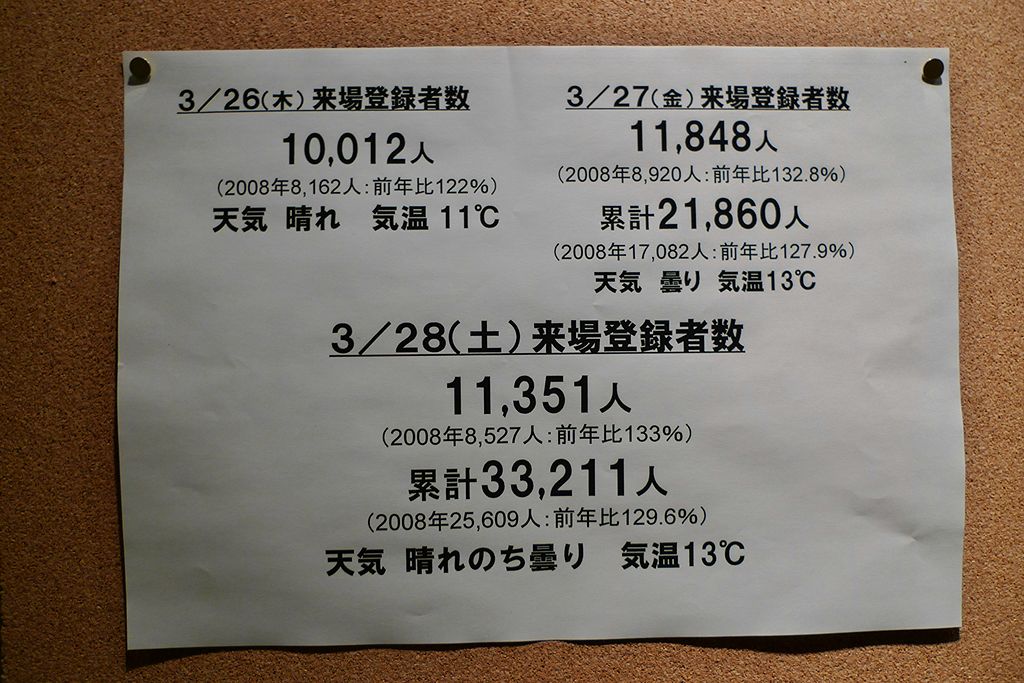 3／26(木)来場登録者数
10,012人
（2008年8,162人：前年比122%）
天気 晴れ　気温 11℃
3／27(金)来場登録者数
11,848人
（2008年8,920人：前年比132.8%）
累計21,860人
（2008年17,082人：前年比127.9%）
天気 曇り 気温13℃
3／28(土)来場登録者数
11,351人
（2008年8,527人：前年比133%）
累計33,211人
（2008年25,609人：前年比129.6%）
天気 晴れのち曇り　気温13℃